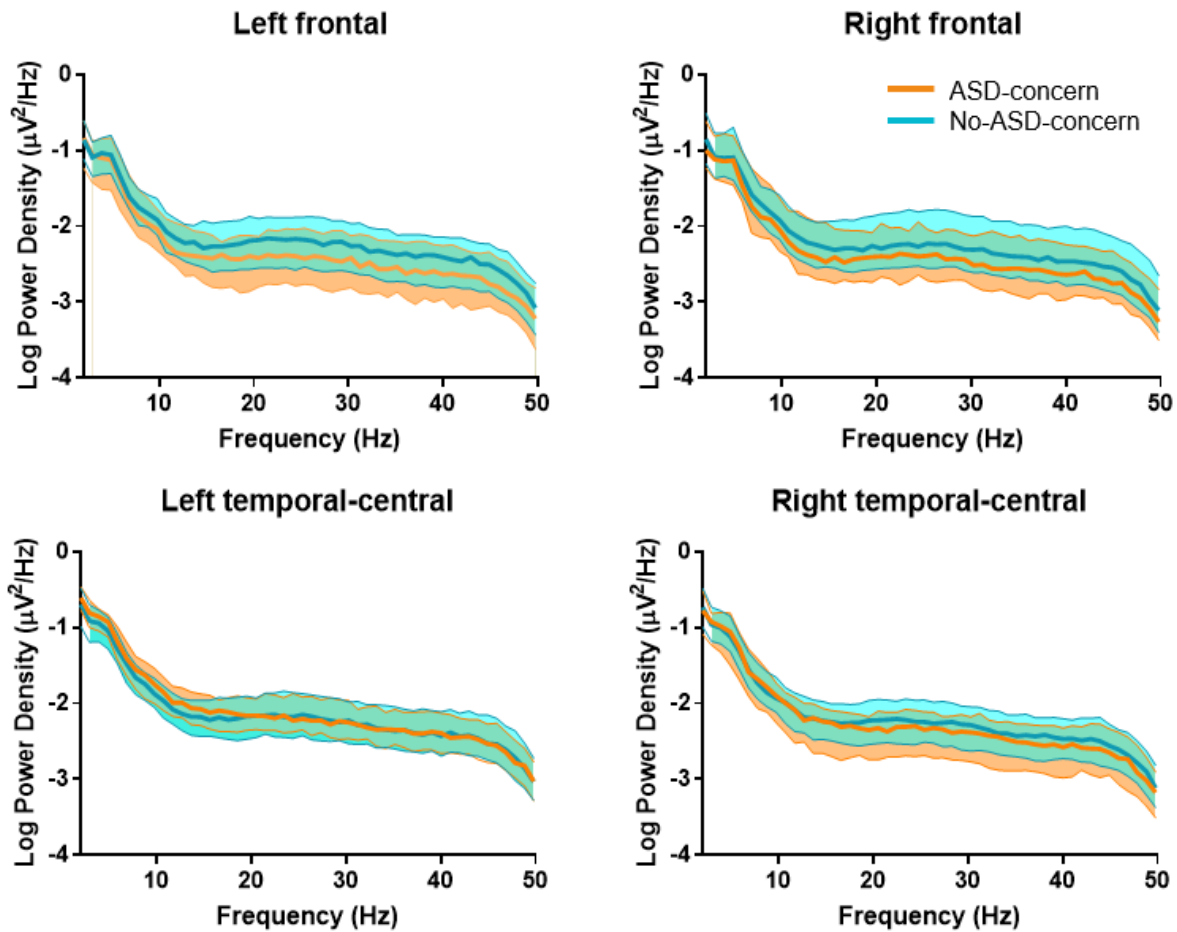 Left frontal
Log Power Density (µV²/Hz)
0
-1
-2
-3
-4
10 20 30 40 50
Frequency (Hz)
Right frontal
Log Power Density (µV²/Hz)
0
-1
-2
-3
-4
ASD-concern
No-ASD-concern
10 20 30 40 50
Frequency (Hz)
Left temporal-central
Log Power Density (µV²/Hz)
0
-1
-2
-3
-4
10 20 30 40 50
Frequency (Hz)
Right temporal-central
Log Power Density (µV²/Hz)
0
-1
-2
-3
-4
10 20 30 40 50
Frequency (Hz)